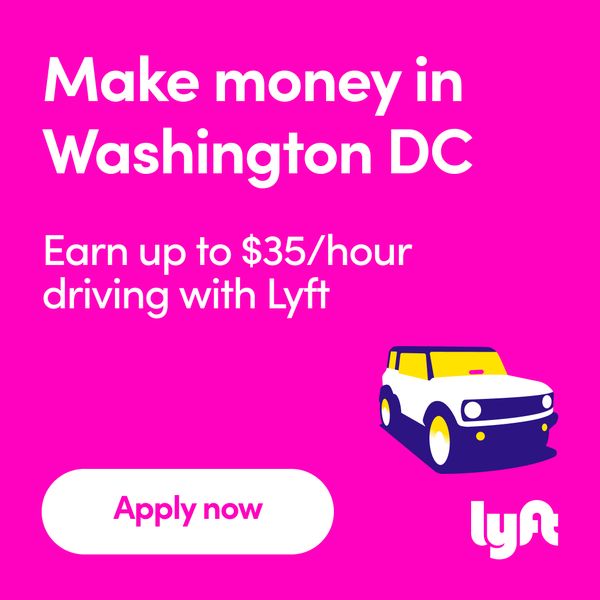 Make money in
Washington DC
Earn up to $35/hour
driving with Lyft
Apply now
lyft